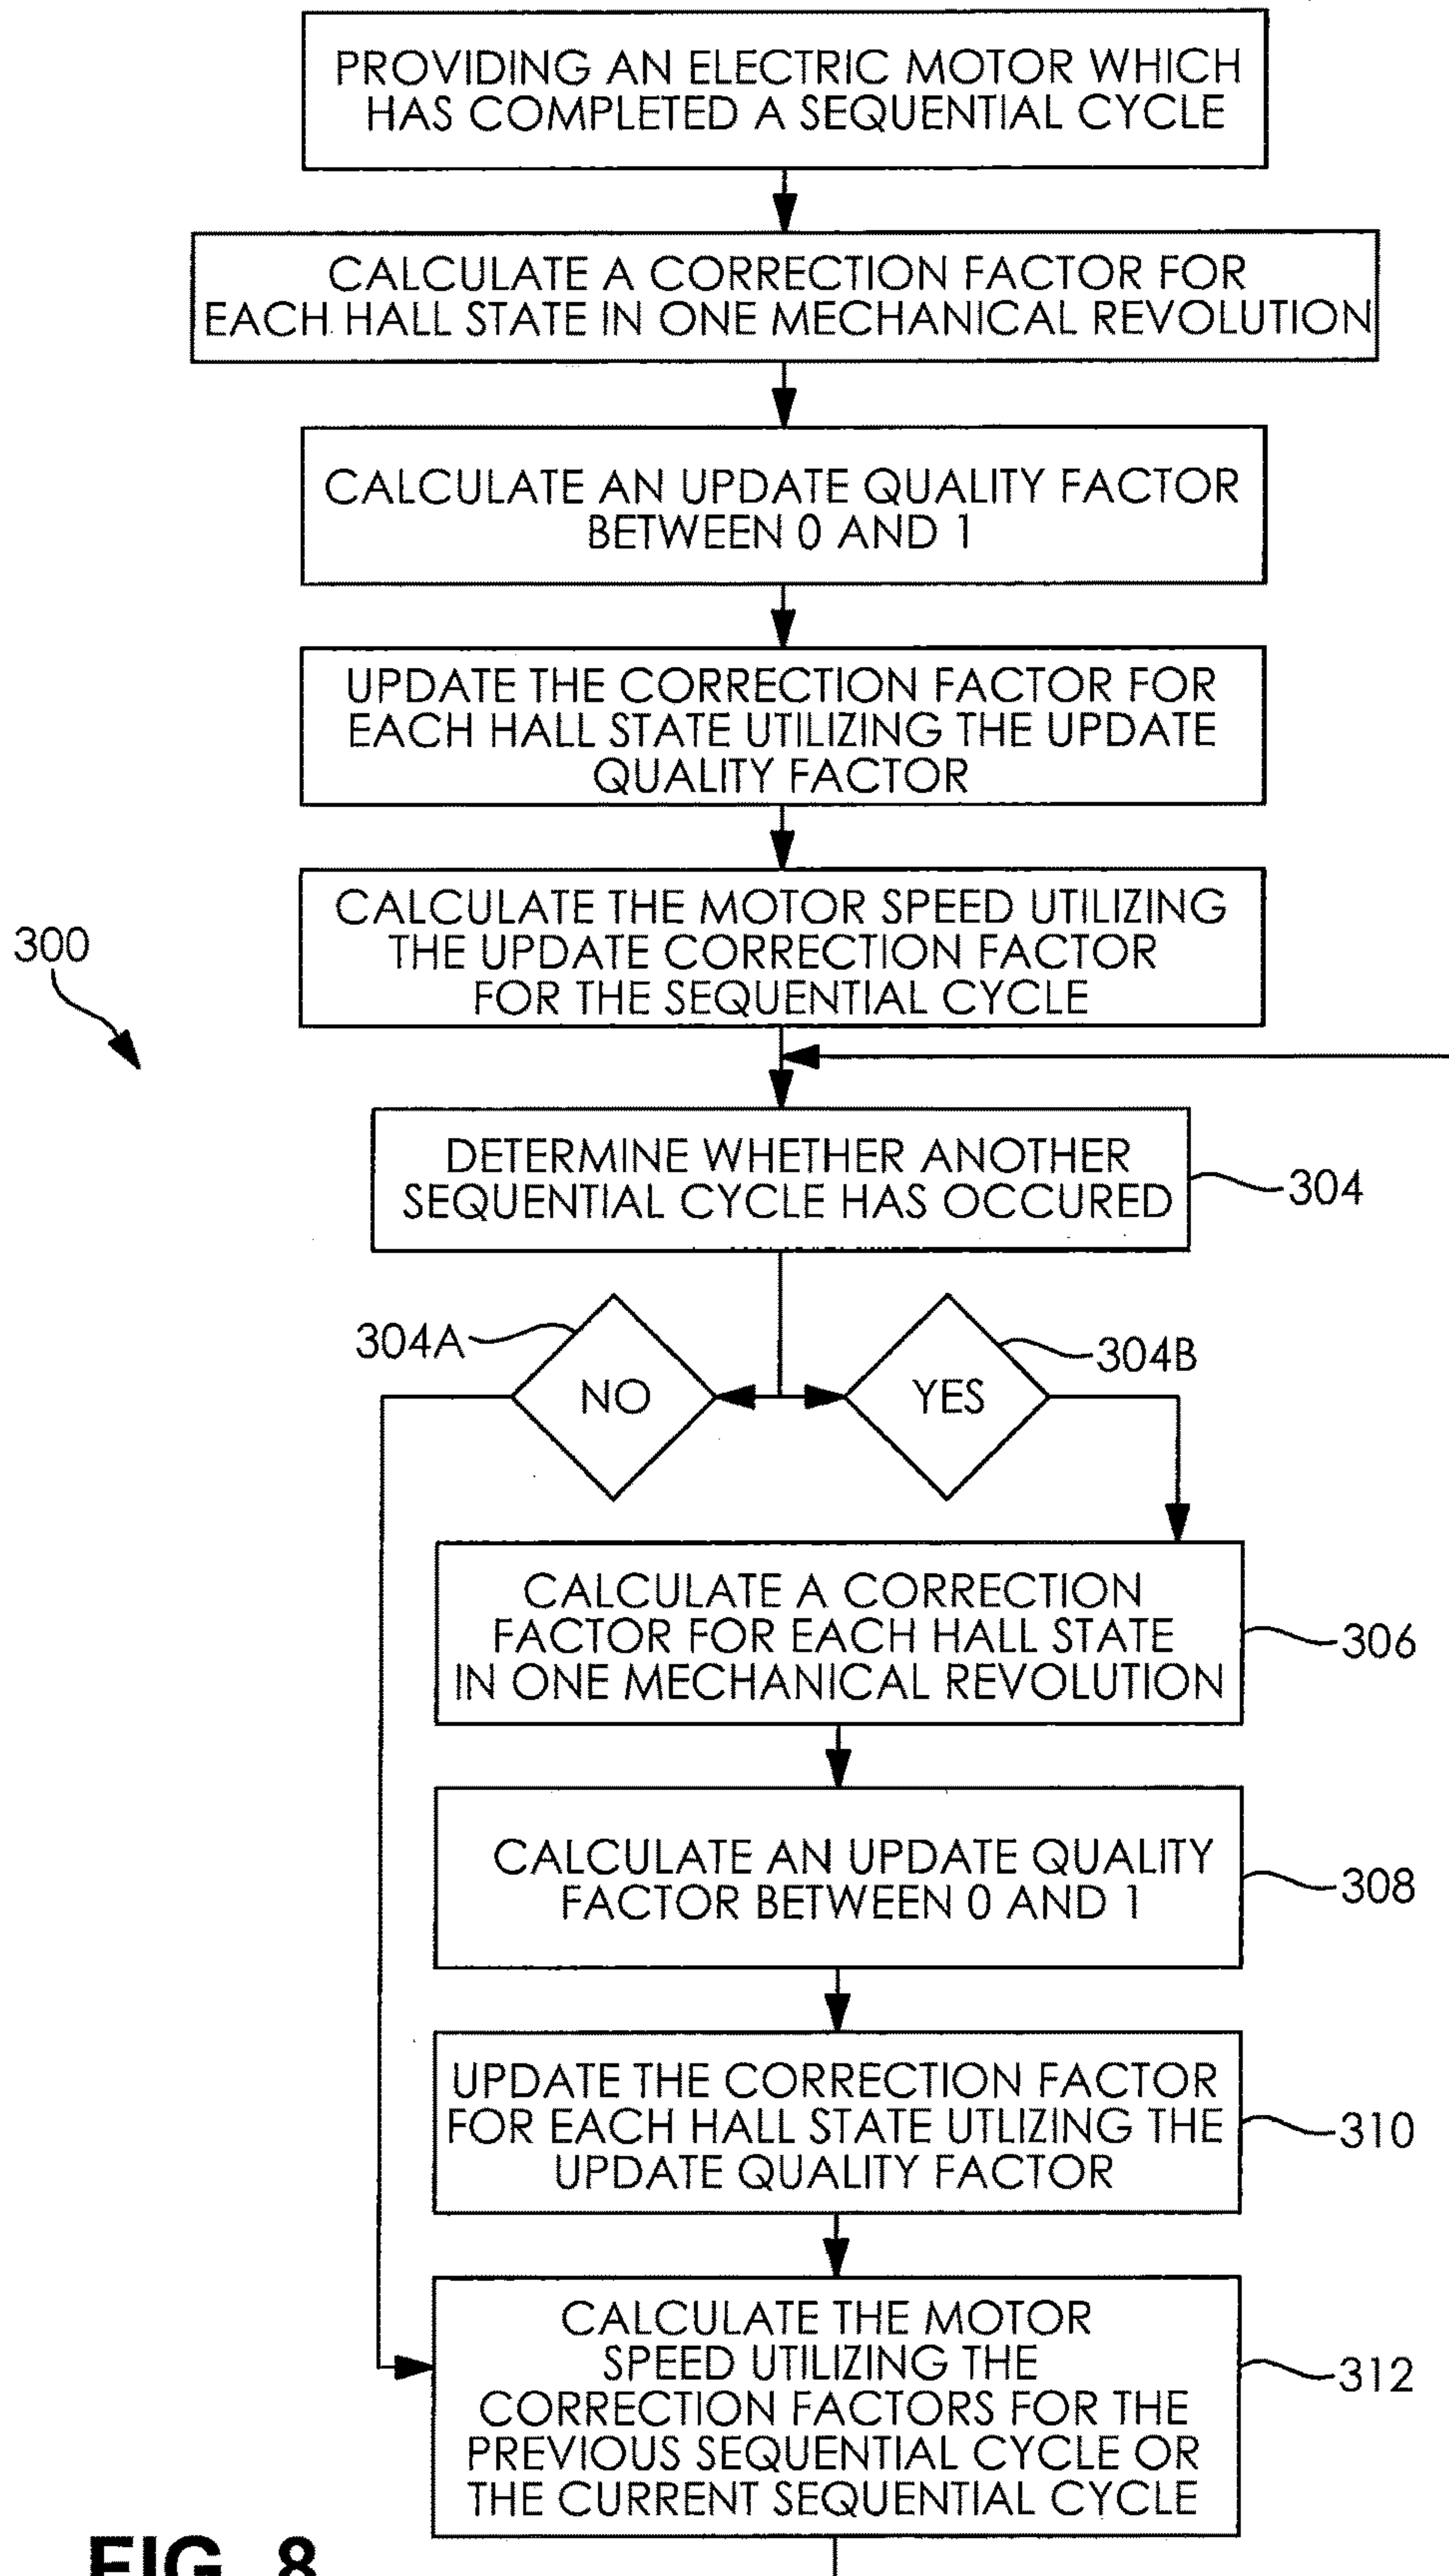 PROVIDING AN ELECTRIC MOTOR WHICH
HAS COMPLETED A SEQUENTIAL CYCLE
CALCULATE A CORRECTION FACTOR FOR
EACH HALL STATE IN ONE MECHANICAL REVOLUTION
CALCULATE AN UPDATE QUALITY FACTOR
BETWEEN 0 AND 1
UPDATE THE CORRECTION FACTOR FOR
EACH HALL STATE UTILIZING THE UPDATE
QUALITY FACTOR
CALCULATE THE MOTOR SPEED UTILIZING
THE UPDATE CORRECTION FACTOR
FOR THE SEQUENTIAL CYCLE
300
DETERMINE WHETHER ANOTHER
SEQUENTIAL CYCLE HAS OCCURED
304
304A
304B
NO
YES
CALCULATE A CORRECTION
FACTOR FOR EACH HALL STATE
IN ONE MECHANICAL REVOLUTION
306
CALCULATE AN UPDATE QUALITY
FACTOR BETWEEN 0 AND 1
308
UPDATE THE CORRECTION FACTOR
FOR EACH HALL STATE UTLIZING THE
UPDATE QUALITY FACTOR
310
CALCULATE THE MOTOR
SPEED UTILIZING THE
CORRECTION FACTORS FOR THE
PREVIOUS SEQUENTIAL CYCLE OR
THE CURRENT SEQUENTIAL CYCLE
312
FIG. 8